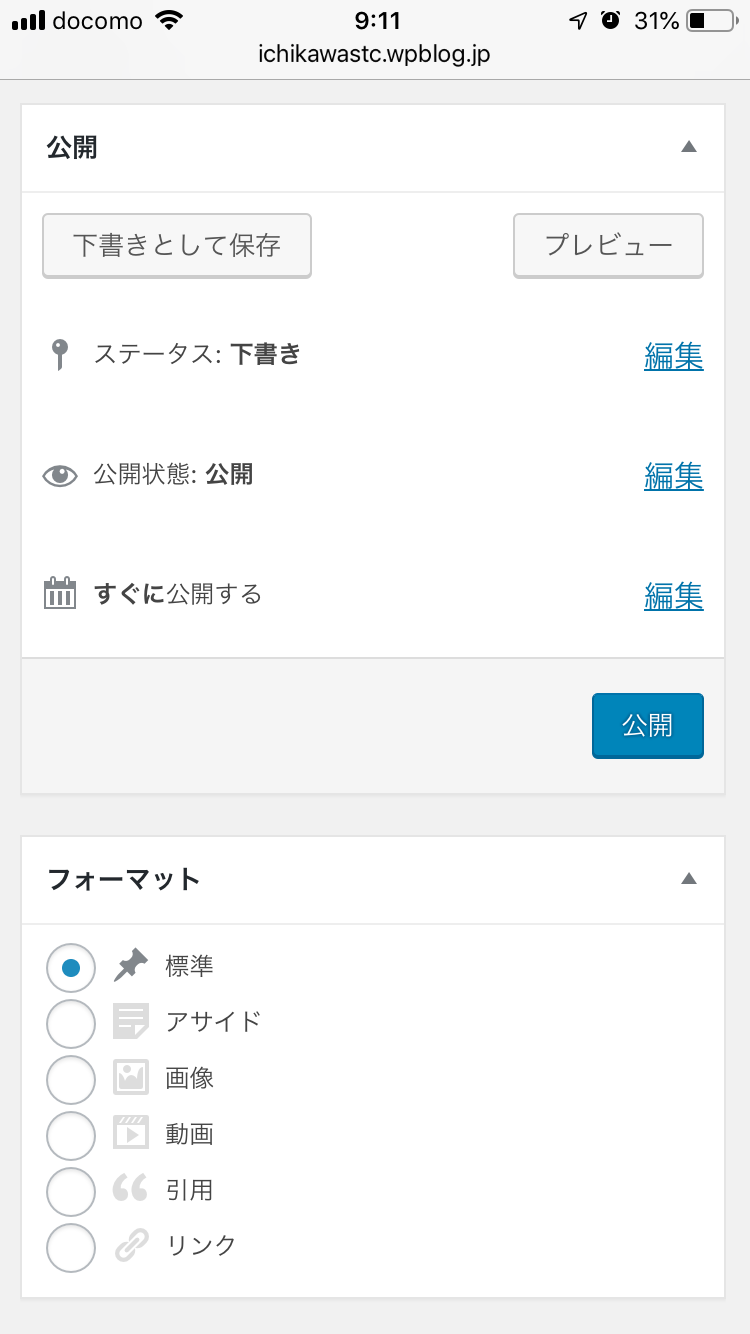 docomo 9:11 31%
ichikawastc.wpblog.jp
公開
下書きとして保存 プレビュー
ステータス: 下書き 編集
公開状態: 公開 編集
すぐに公開する 編集
公開
フォーマット
標準
アサイド
画像
動画
引用
リンク